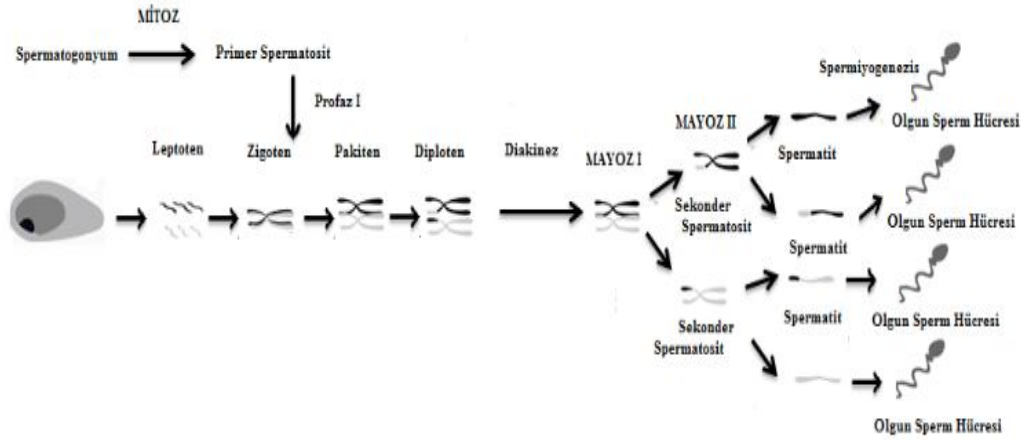 MİTOZ
Spermatogonyum
Primer Spermatosit
Profaz I
Leptoten
Zigoten
Pakiten
Diploten
Diakinez
MAYOZ I
MAYOZ II
Sekonder
Spermatosit
Sekonder
Spermatosit
Spermatit
Spermatit
Spermatit
Spermiyogenezis
Olgun Sperm Hücresi
Olgun Sperm Hücresi
Olgun Sperm Hücresi
Olgun Sperm Hücresi